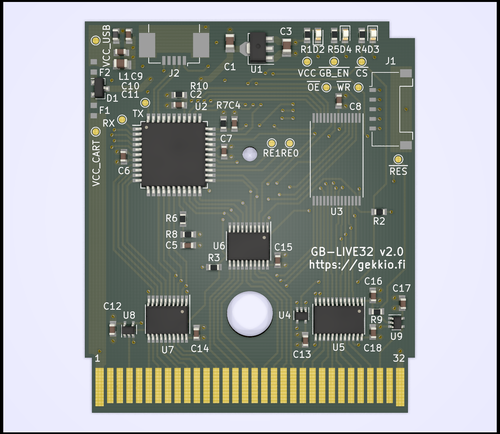 VCC_USB
C3
R1D2 R5D4 R4D3
F2
L1C9
J2
C1
U1
VCC GB_EN CS
J1
C10
C11
D1
R10
C2
U2
OE WR
F1
TX
RX
R7C4
C8
C7
RE1RE0
C6
VCC_CART
RES
U3
R2
R6
R8
C5
U6
C15
R3
GB-LIVE32 v2.0
https://gekkio.fi
C16
C17
C12
U8
U4
R9
U7
C14
C13
U5
C18
U9
1
32